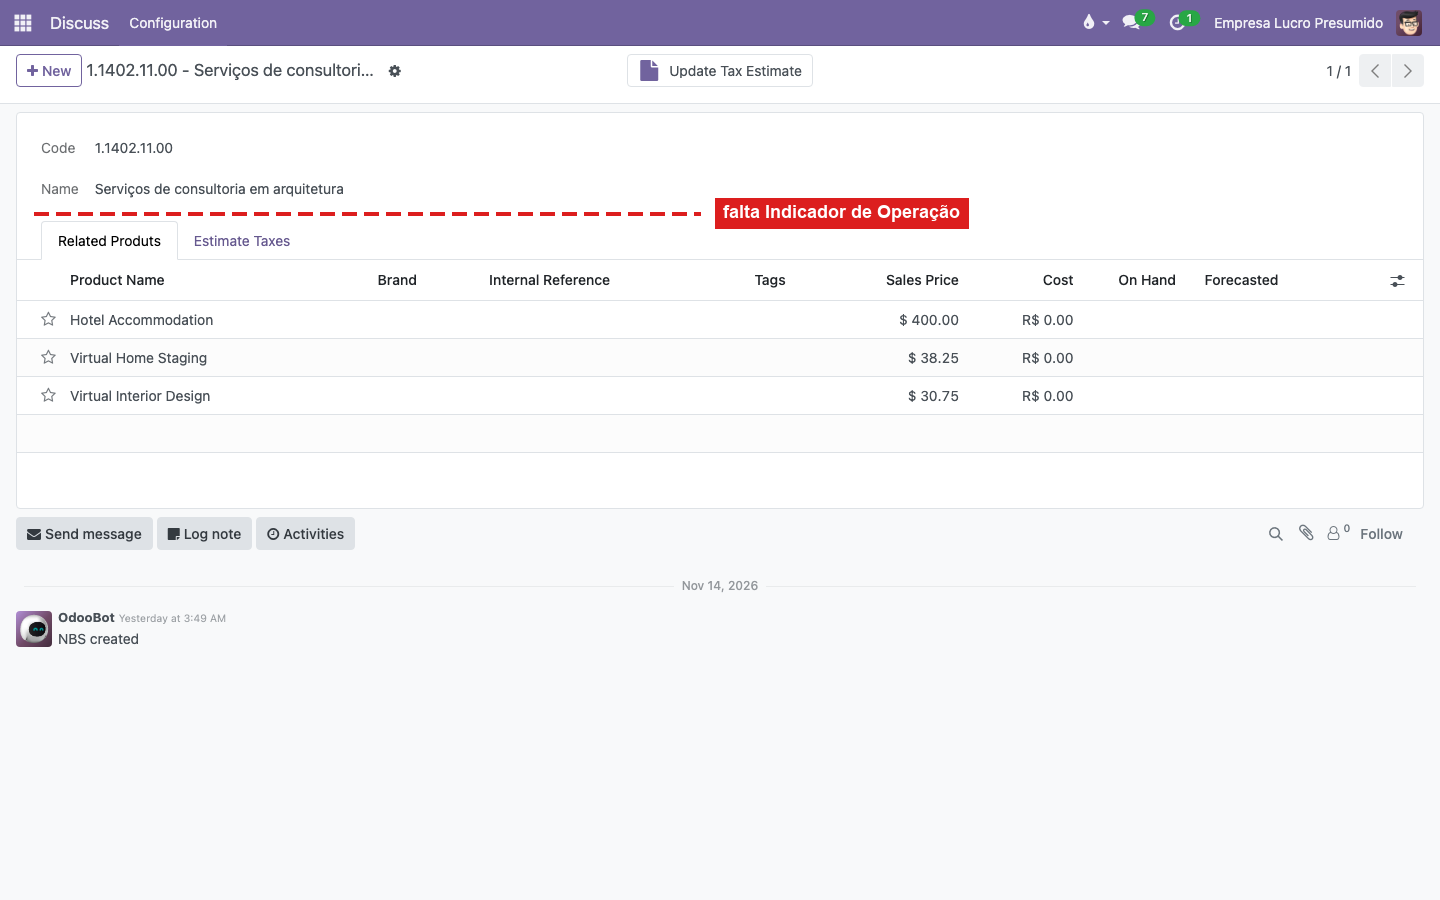 Discuss Configuration 7 1 Empresa Lucro Presumido
New 1.1402.11.00 - Serviços de consultori... Update Tax Estimate 1 / 1
Code 1.1402.11.00
Name Serviços de consultoria em arquitetura
falta Indicador de Operação
Related Produts Estimate Taxes
Product Name Brand Internal Reference Tags Sales Price Cost On Hand Forecasted
Hotel Accommodation $ 400.00 R$ 0.00
Virtual Home Staging $ 38.25 R$ 0.00
Virtual Interior Design $ 30.75 R$ 0.00
Send message Log note Activities 0 Follow
Nov 14, 2026
OdooBot Yesterday at 3:49 AM
NBS created